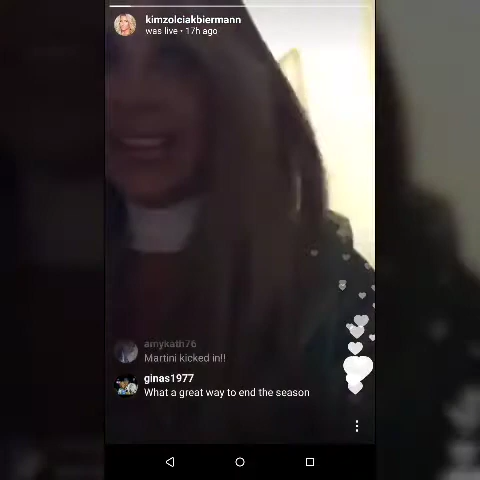 kimzolciakbiermann
was live • 17h ago
amykath76
Martini kicked in!!
ginas1977
What a great way to end the season